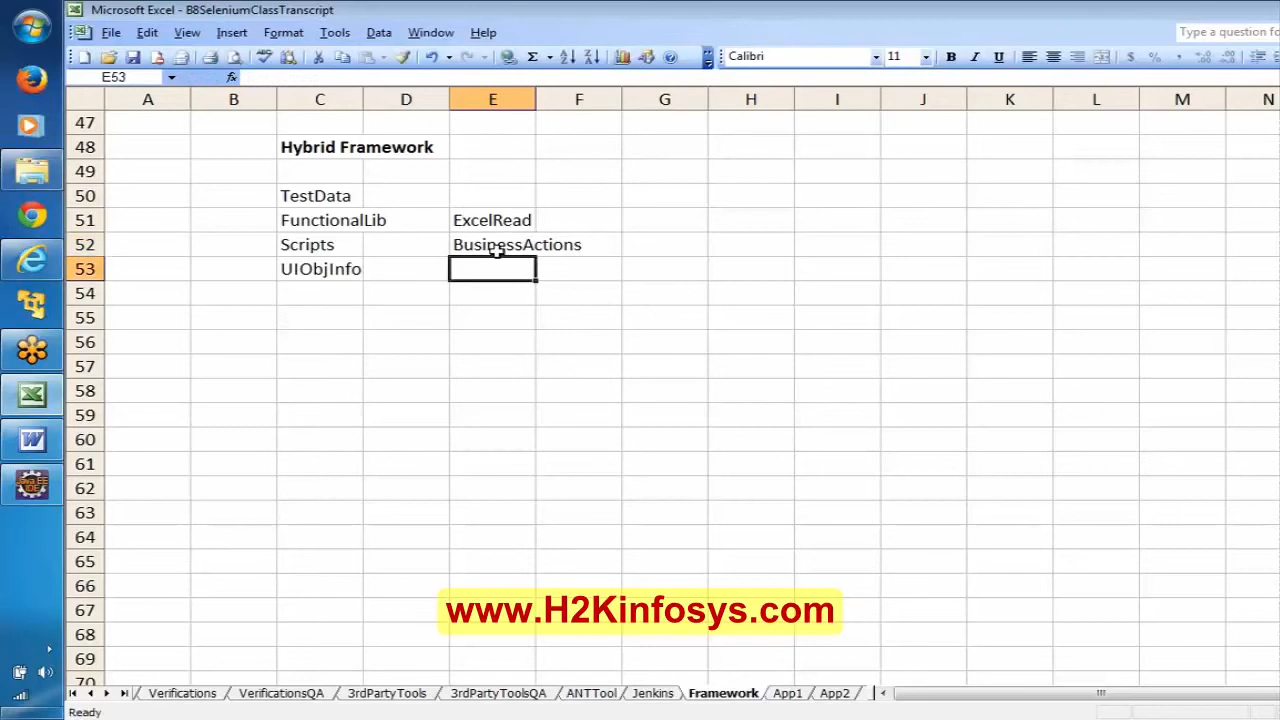 Microsoft Excel - B8SeleniumClassTranscript
File Edit View Insert Format Tools Data Window Help
Type a question fo
Calibri 11 B I U $ %
E53 fx
A B C D E F G H I J K L M N
47
48 Hybrid Framework
49
50 TestData
51 FunctionalLib ExcelRead
52 Scripts BusinessActions
53 UIObjInfo
54
55
56
57
58
59
60
61
62
63
64
65
66
67
68
69
70
www.H2Kinfosys.com
Verifications VerificationsQA 3rdPartyTools 3rdPartyToolsQA ANTTool Jenkins Framework App1 App2
Ready